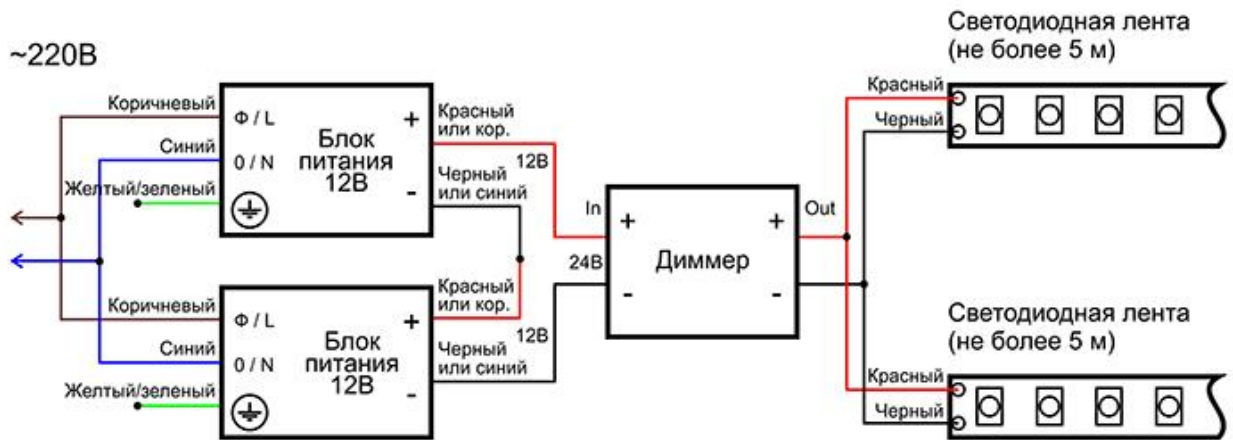 ~220В
Коричневый
Синий
Желтый/зеленый
Ф / L
0 / N
Блок
питания
12В
+
-
Красный
или кор.
12В
Черный
или синий
Коричневый
Синий
Желтый/зеленый
Ф / L
0 / N
Блок
питания
12В
+
-
Красный
или кор.
12В
Черный
или синий
In
24В
+
-
Диммер
+
-
Out
Светодиодная лента
(не более 5 м)
Красный
Черный
Светодиодная лента
(не более 5 м)
Красный
Черный